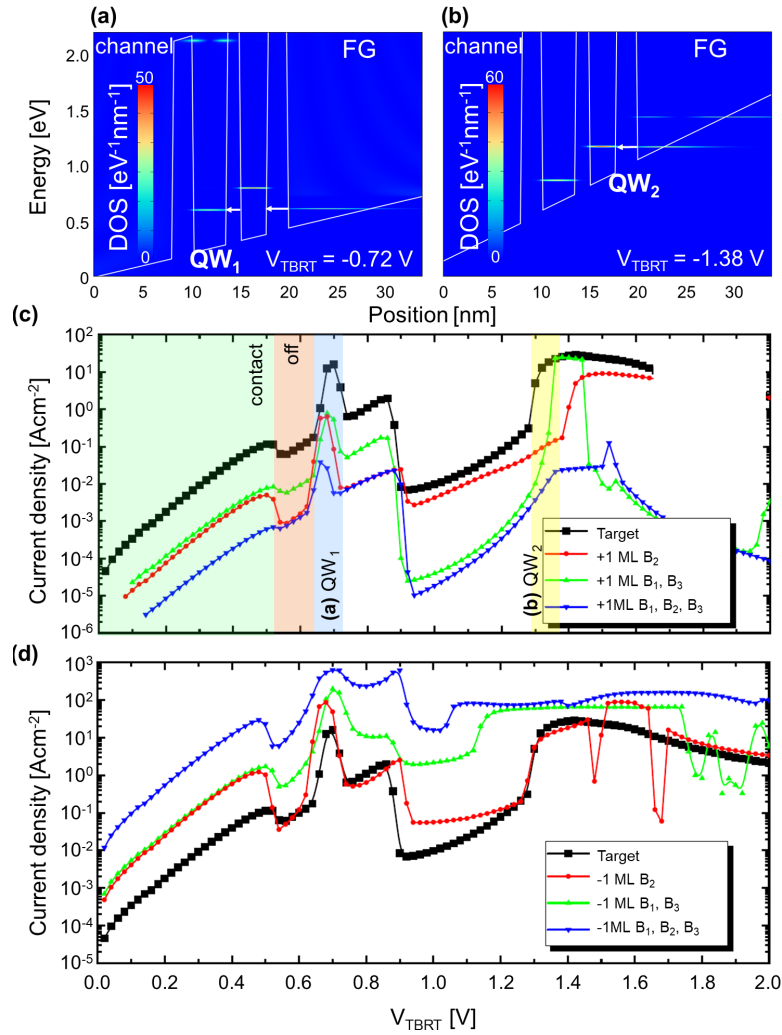 (a)
channel
FG
50
0
DOS [eV⁻¹nm⁻¹]
QW₁
V_TBRT = -0.72 V
2.0
1.5
1.0
0.5
0
Energy [eV]
0 5 10 15 20 25 30
(b)
channel
FG
60
0
DOS [eV⁻¹nm⁻¹]
QW₂
V_TBRT = -1.38 V
0 5 10 15 20 25 30
Position [nm]
(c)
10²
10¹
10⁰
10⁻¹
10⁻²
10⁻³
10⁻⁴
10⁻⁵
10⁻⁶
Current density [Acm⁻²]
contact
off
(a) QW₁
(b) QW₂
Target
+1 ML B₂
+1 ML B₁, B₃
+1ML B₁, B₂, B₃
(d)
10³
10²
10¹
10⁰
10⁻¹
10⁻²
10⁻³
10⁻⁴
10⁻⁵
Current density [Acm⁻²]
Target
-1 ML B₂
-1 ML B₁, B₃
-1ML B₁, B₂, B₃
0.0 0.2 0.4 0.6 0.8 1.0 1.2 1.4 1.6 1.8 2.0
V_TBRT [V]